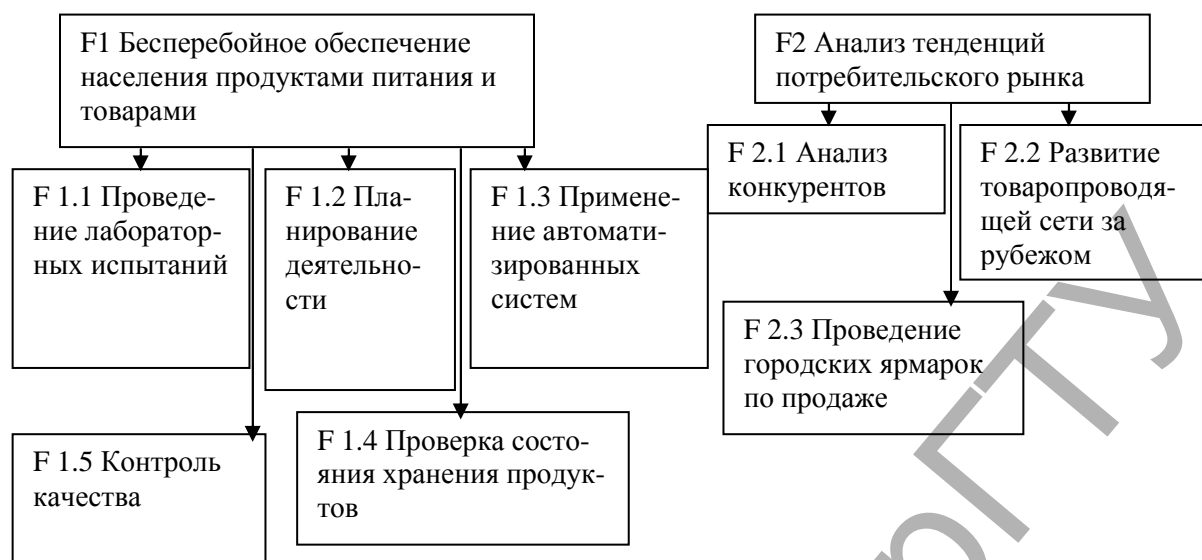 F1 Бесперебойное обеспечение
населения продуктами питания и
товарами
F2 Анализ тенденций
потребительского рынка
F 1.1 Проведе-
ние лаборатор-
ных испытаний
F 1.2 Пла-
нирование
деятельно-
сти
F 1.3 Примене-
ние автомати-
зированных
систем
F 2.1 Анализ
конкурентов
F 2.2 Развитие
товаропроводя-
щей сети за
рубежом
F 2.3 Проведение
городских ярмарок
по продаже
F 1.5 Контроль
качества
F 1.4 Проверка состо-
яния хранения продук-
тов
рГТУ